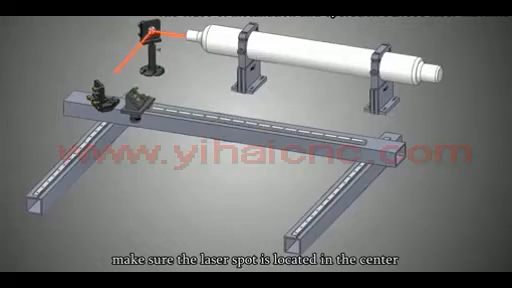 www.yihaicnc.com
make sure the laser spot is located in the center